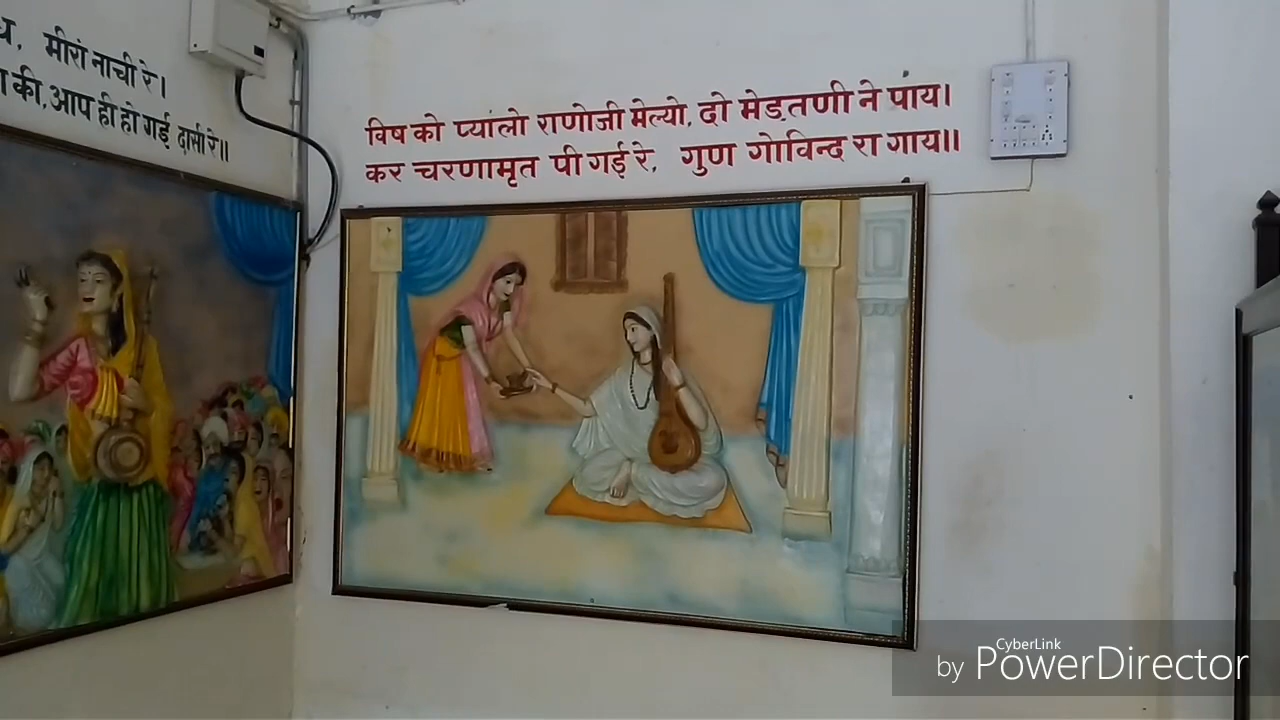 ध, मीरां नाची रे।
की, आप ही हो गई दासी रे॥
विष को प्यांलो राणोजी मेल्यो, दो मेड़तणी ने पांय।
कर चरणामृत पी गई रे, गुण गोविन्द रा गाय॥
CyberLink
by PowerDirector